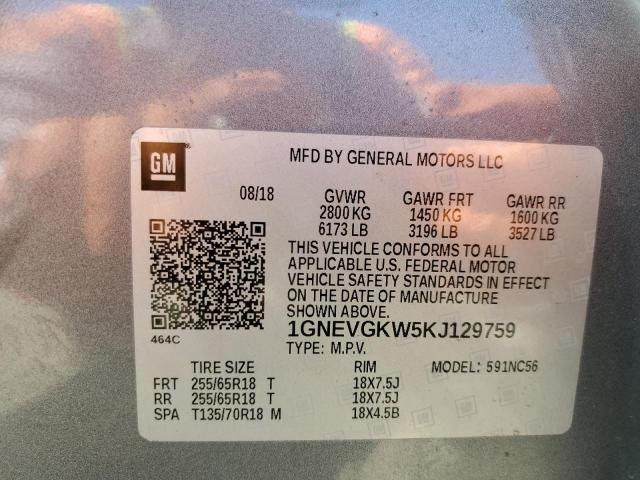 GM
MFD BY GENERAL MOTORS LLC
08/18 GVWR GAWR FRT GAWR RR
2800 KG 1450 KG 1600 KG
6173 LB 3196 LB 3527 LB
THIS VEHICLE CONFORMS TO ALL
APPLICABLE U.S. FEDERAL MOTOR
VEHICLE SAFETY STANDARDS IN EFFECT
ON THE DATE OF MANUFACTURE
SHOWN ABOVE.
1GNEVGKW5KJ129759
464C
TYPE: M.P.V.
TIRE SIZE RIM MODEL: 591NC56
FRT 255/65R18 T 18X7.5J
RR 255/65R18 T 18X7.5J
SPA T135/70R18 M 18X4.5B